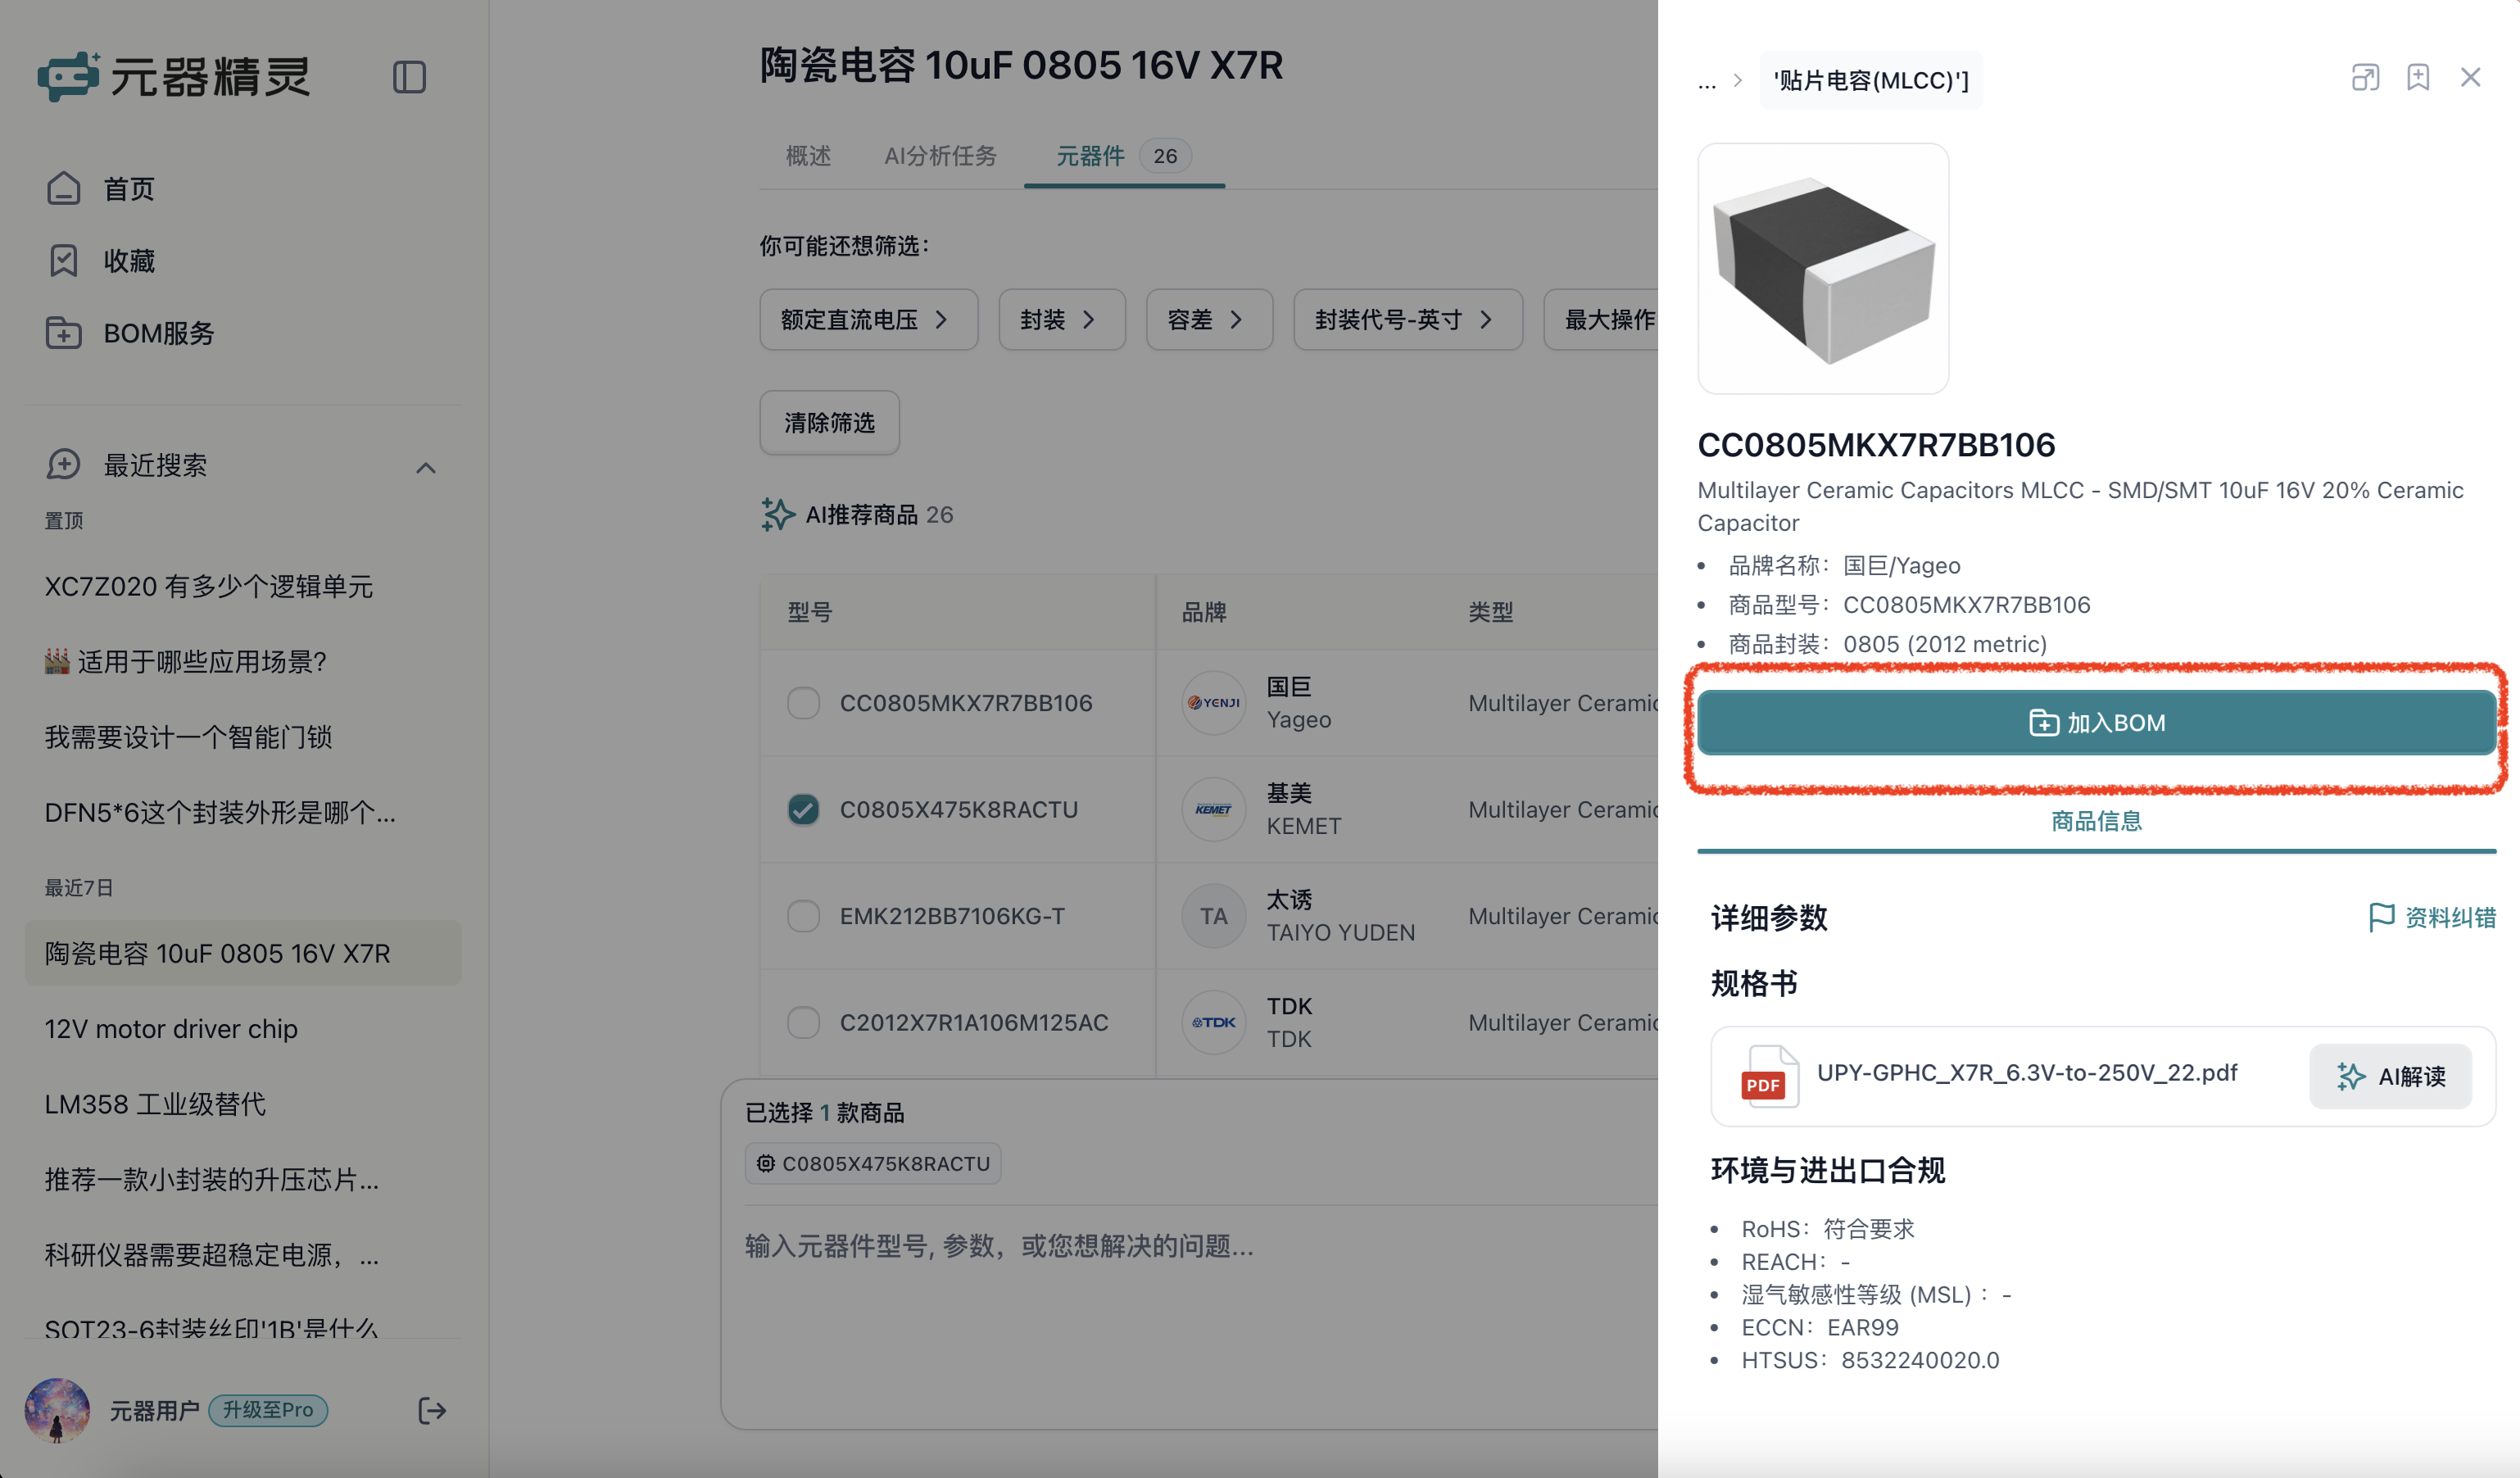 元器精灵
首页
收藏
BOM服务
最近搜索
置顶
XC7Z020 有多少个逻辑单元
🏭 适用于哪些应用场景?
我需要设计一个智能门锁
DFN5*6这个封装外形是哪个...
最近7日
陶瓷电容 10uF 0805 16V X7R
12V motor driver chip
LM358 工业级替代
推荐一款小封装的升压芯片...
科研仪器需要超稳定电源，...
SOT23-6封装丝印'1B'是什么
元器用户 升级至Pro
陶瓷电容 10uF 0805 16V X7R
概述 AI分析任务 元器件 26
你可能还想筛选：
额定直流电压 封装 容差 封装代号-英寸 最大操作
清除筛选
AI推荐商品 26
型号 品牌 类型
CC0805MKX7R7BB106 YENJI 国巨 Yageo Multilayer Ceramic
C0805X475K8RACTU KEMET 基美 KEMET Multilayer Ceramic
EMK212BB7106KG-T TA 太诱 TAIYO YUDEN Multilayer Ceramic
C2012X7R1A106M125AC TDK TDK TDK Multilayer Ceramic
已选择 1 款商品
C0805X475K8RACTU
输入元器件型号, 参数，或您想解决的问题...
... > '贴片电容(MLCC)']
CC0805MKX7R7BB106
Multilayer Ceramic Capacitors MLCC - SMD/SMT 10uF 16V 20% Ceramic
Capacitor
品牌名称：国巨/Yageo
商品型号：CC0805MKX7R7BB106
商品封装：0805 (2012 metric)
加入BOM
商品信息
详细参数 资料纠错
规格书
PDF UPY-GPHC_X7R_6.3V-to-250V_22.pdf AI解读
环境与进出口合规
RoHS：符合要求
REACH：-
湿气敏感性等级 (MSL) ：-
ECCN：EAR99
HTSUS：8532240020.0